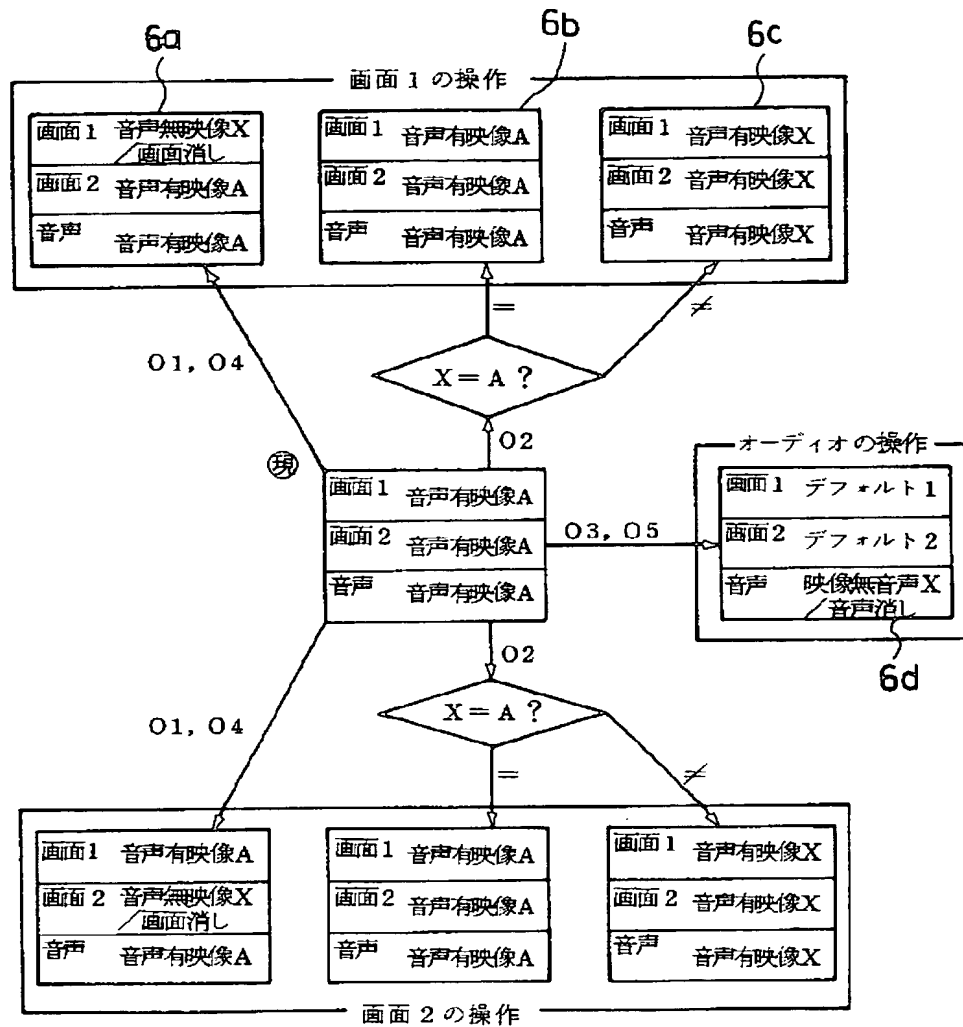 6a
6b
6c
画面1の操作
画面1 音声無映像X
/画面消し
画面2 音声有映像A
音声 音声有映像A
画面1 音声有映像A
画面2 音声有映像A
音声 音声有映像A
画面1 音声有映像X
画面2 音声有映像X
音声 音声有映像X
=
≠
O1, O4
X=A?
O2
現
画面1 音声有映像A
画面2 音声有映像A
音声 音声有映像A
O3, O5
オーディオの操作
画面1 デフォルト1
画面2 デフォルト2
音声 映像無音声X
/音声消し
6d
O2
O1, O4
X=A?
=
≠
画面1 音声有映像A
画面2 音声無映像X
/画面消し
音声 音声有映像A
画面1 音声有映像A
画面2 音声有映像A
音声 音声有映像A
画面1 音声有映像X
画面2 音声有映像X
音声 音声有映像X
画面2の操作